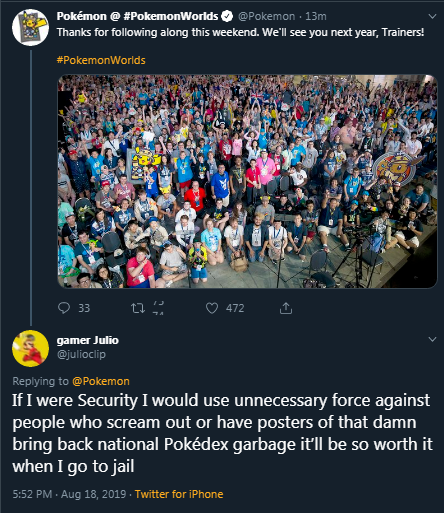 Pokémon @ #PokemonWorlds @Pokemon · 13m
Thanks for following along this weekend. We'll see you next year, Trainers!
#PokemonWorlds
33 472
gamer Julio
@julioclip
Replying to @Pokemon
If I were Security I would use unnecessary force against
people who scream out or have posters of that damn
bring back national Pokédex garbage it'll be so worth it
when I go to jail
5:52 PM · Aug 18, 2019 · Twitter for iPhone